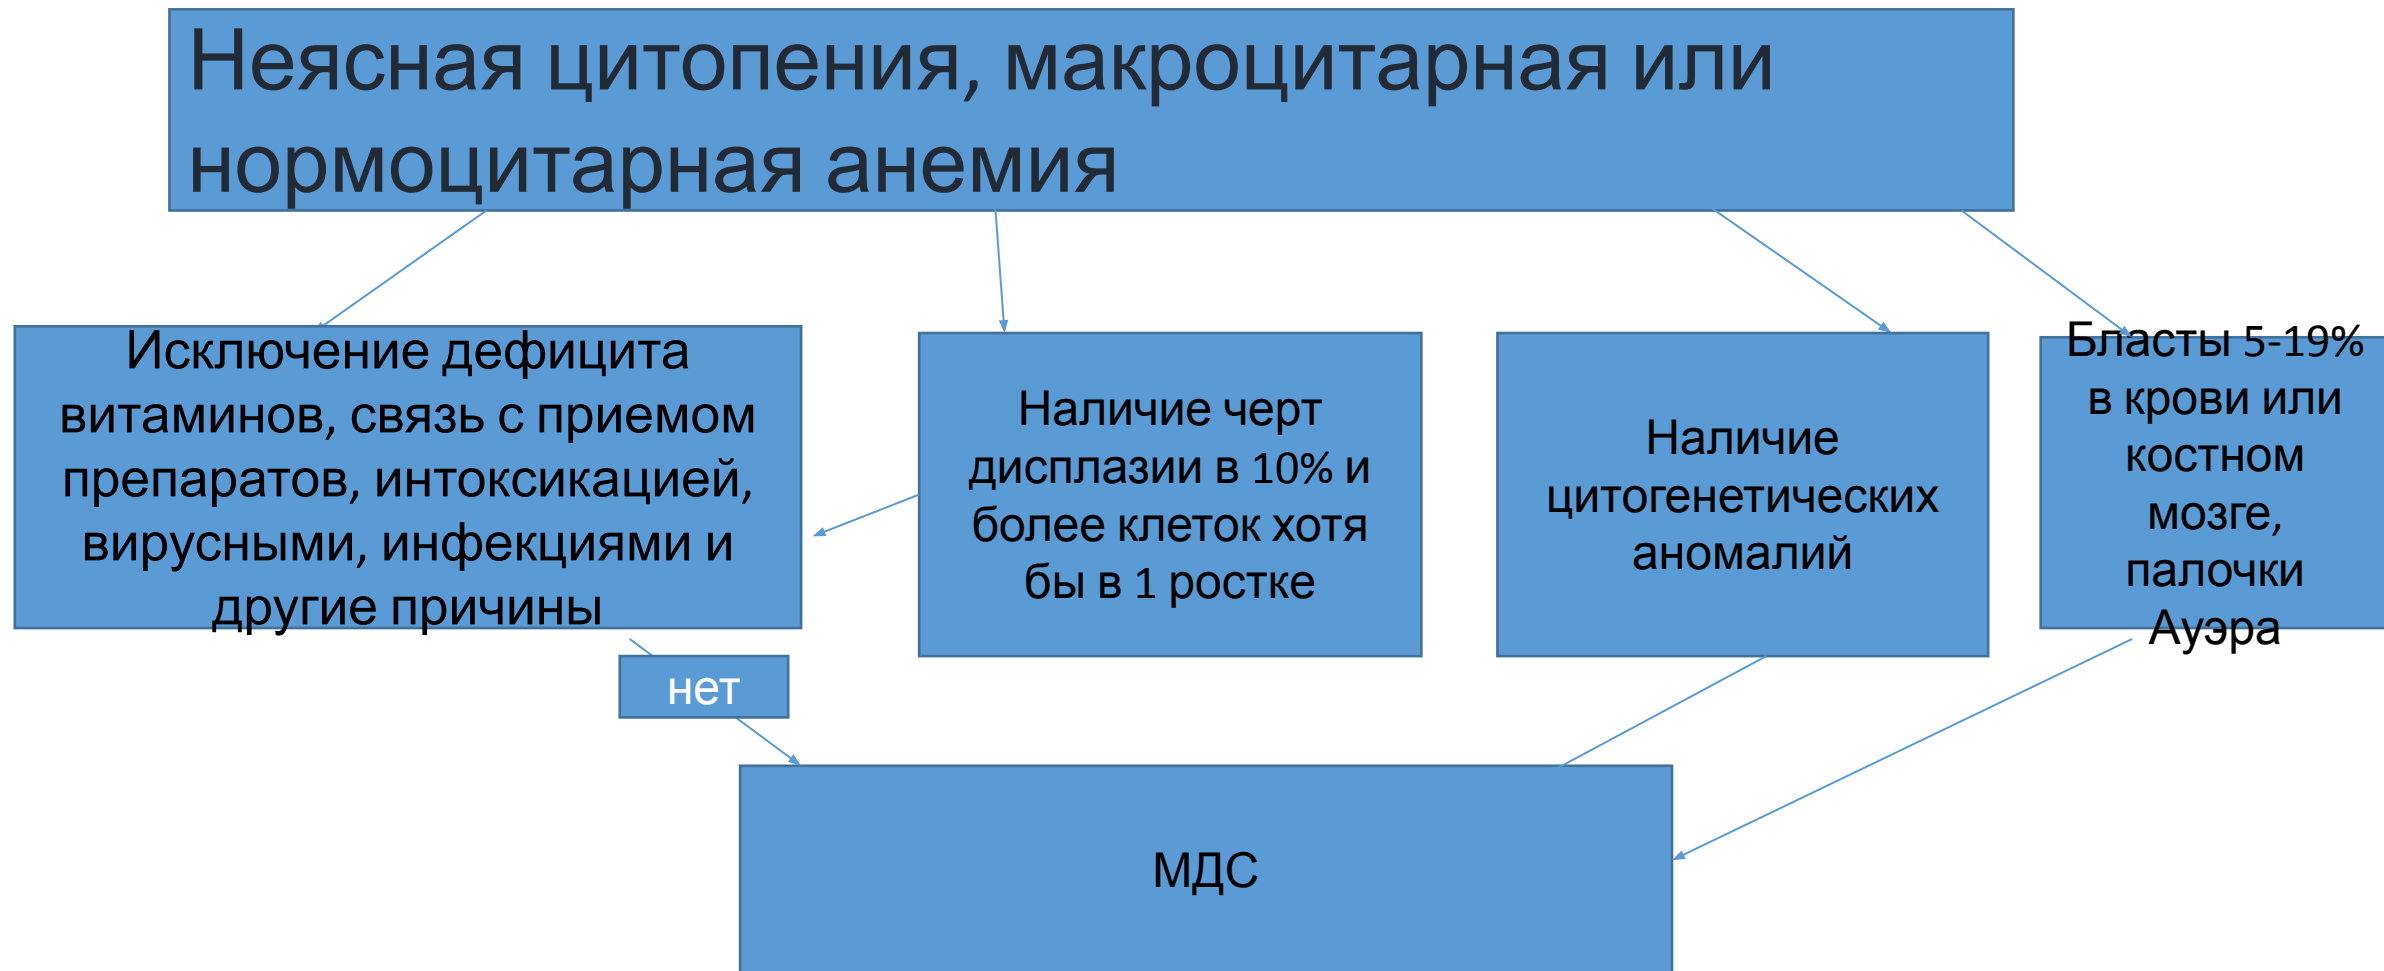 Неясная цитопения, макроцитарная или
нормоцитарная анемия
Исключение дефицита
витаминов, связь с приемом
препаратов, интоксикацией,
вирусными, инфекциями и
другие причины
Наличие черт
дисплазии в 10% и
более клеток хотя
бы в 1 ростке
Наличие
цитогенетических
аномалий
Бласты 5-19%
в крови или
костном
мозге,
палочки
Ауэра
нет
МДС